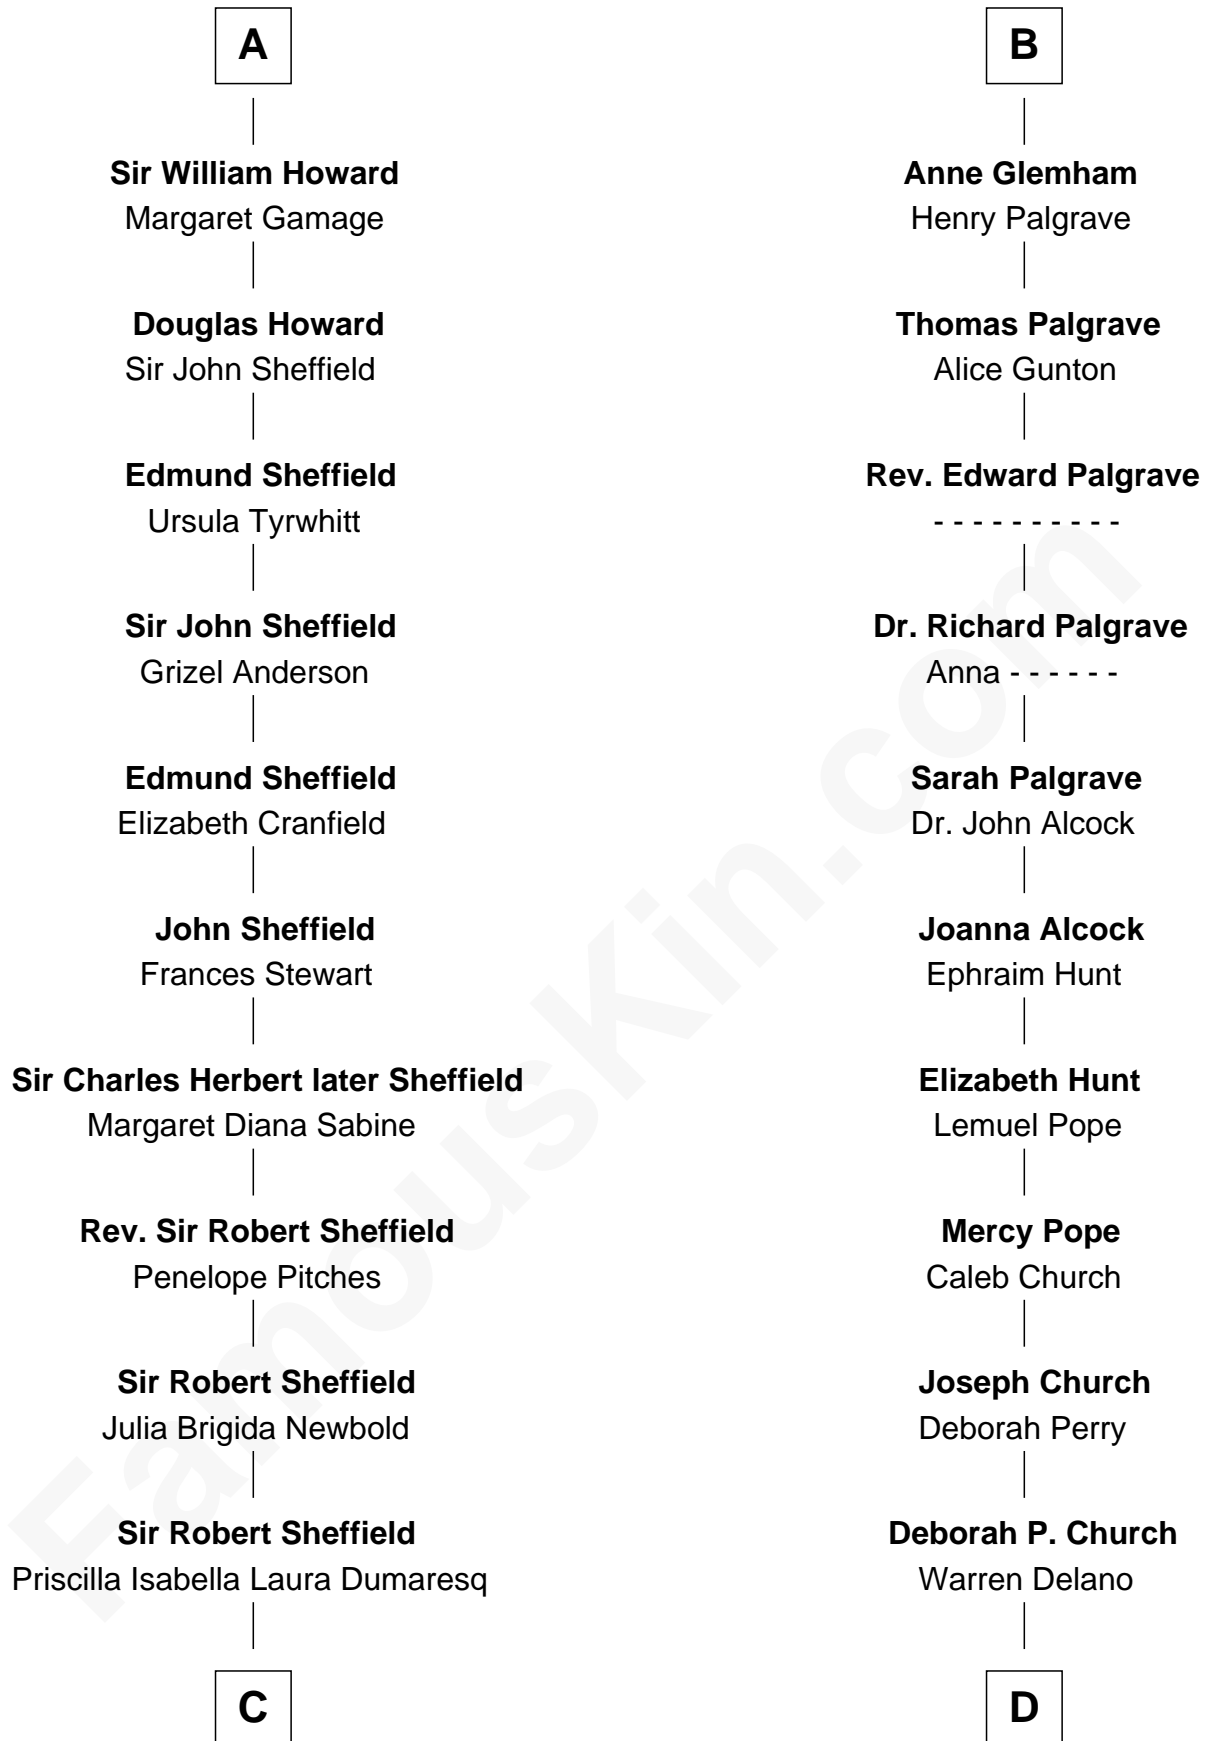 A
Sir William Howard
Margaret Gamage
Douglas Howard
Sir John Sheffield
Edmund Sheffield
Ursula Tyrwhitt
Sir John Sheffield
Grizel Anderson
Edmund Sheffield
Elizabeth Cranfield
John Sheffield
Frances Stewart
Sir Charles Herbert later Sheffield
Margaret Diana Sabine
Rev. Sir Robert Sheffield
Penelope Pitches
Sir Robert Sheffield
Julia Brigida Newbold
Sir Robert Sheffield
Priscilla Isabella Laura Dumaresq
C
B
Anne Glemham
Henry Palgrave
Thomas Palgrave
Alice Gunton
Rev. Edward Palgrave
- - - - - - - - - -
Dr. Richard Palgrave
Anna - - - - - -
Sarah Palgrave
Dr. John Alcock
Joanna Alcock
Ephraim Hunt
Elizabeth Hunt
Lemuel Pope
Mercy Pope
Caleb Church
Joseph Church
Deborah Perry
Deborah P. Church
Warren Delano
D
FamousKin.com